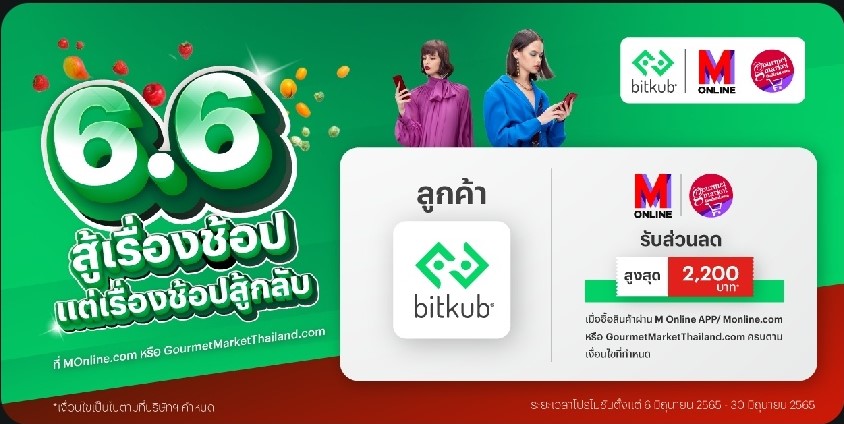 6.6
สู้เรื่องช้อป
แต่เรื่องช้อปสู้กลับ
ที่ MOnline.com หรือ GourmetMarketThailand.com
*เงื่อนไขเป็นไปตามที่บริษัทฯ กำหนด
bitkub®
M
ONLINE
Gourmet
Market
ลูกค้า
bitkub®
M
ONLINE
Gourmet
Market
รับส่วนลด
สูงสุด 2,200
บาท*
เมื่อซื้อสินค้าผ่าน M Online APP/ Monline.com
หรือ GourmetMarketThailand.com ครบตาม
เงื่อนไขที่กำหนด
ระยะเวลาโปรโมชันตั้งแต่ 6 มิถุนายน 2565 - 30 มิถุนายน 2565